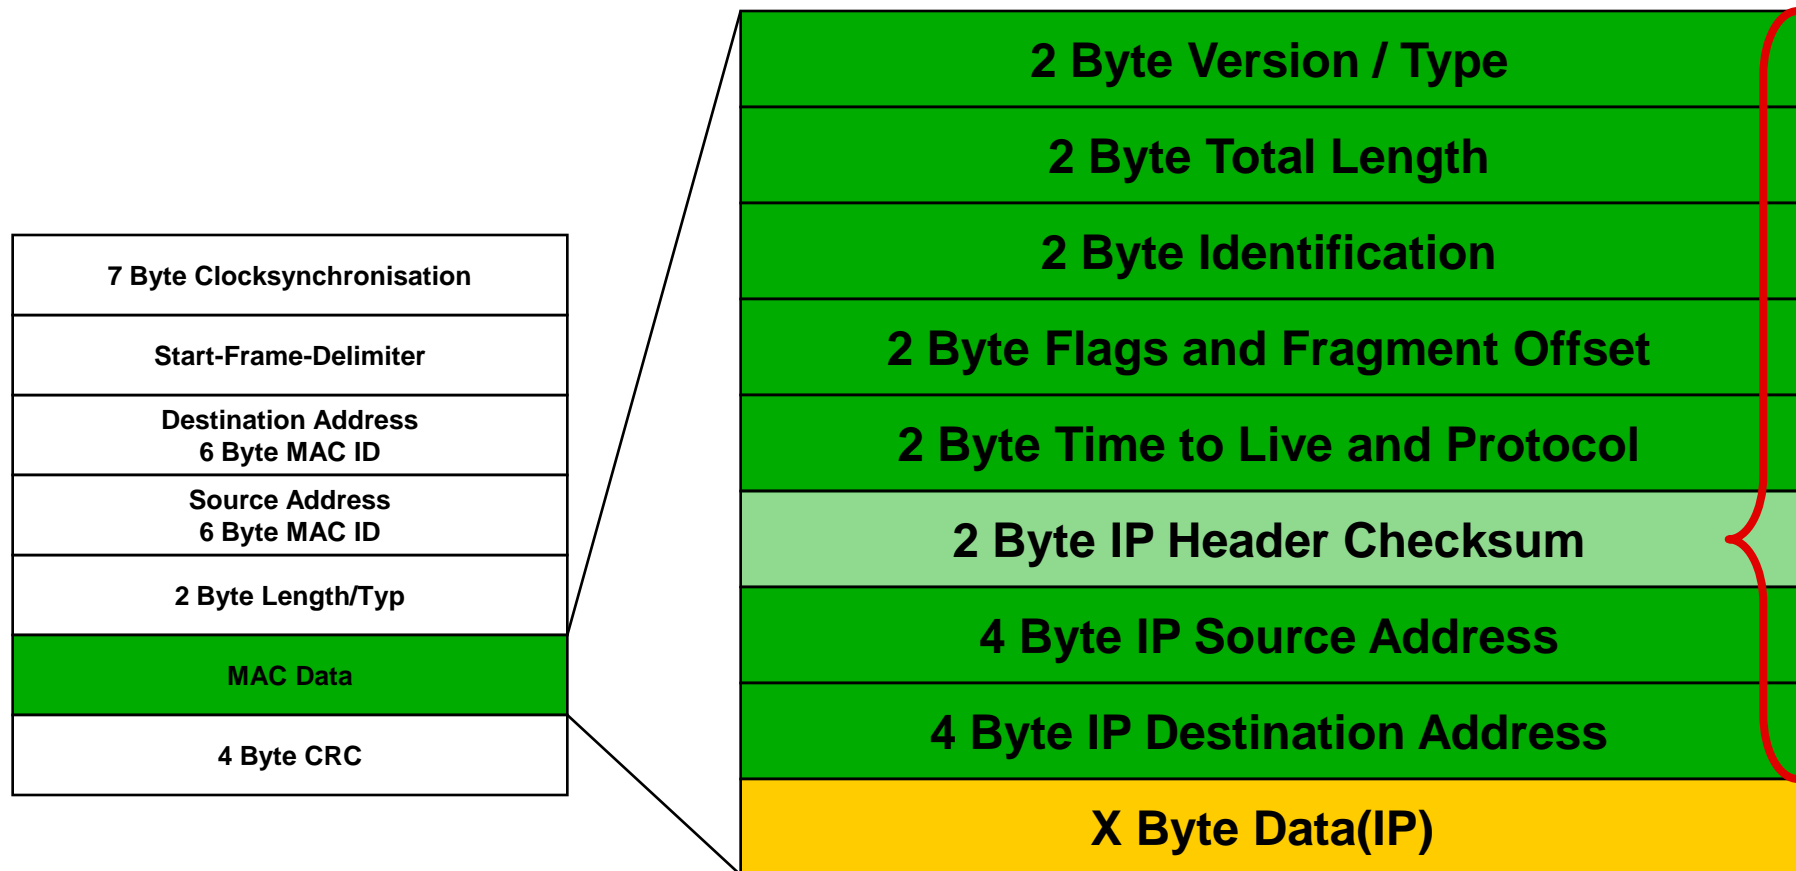 7 Byte Clocksynchronisation
Start-Frame-Delimiter
Destination Address
6 Byte MAC ID
Source Address
6 Byte MAC ID
2 Byte Length/Typ
MAC Data
4 Byte CRC
2 Byte Version / Type
2 Byte Total Length
2 Byte Identification
2 Byte Flags and Fragment Offset
2 Byte Time to Live and Protocol
2 Byte IP Header Checksum
4 Byte IP Source Address
4 Byte IP Destination Address
X Byte Data(IP)